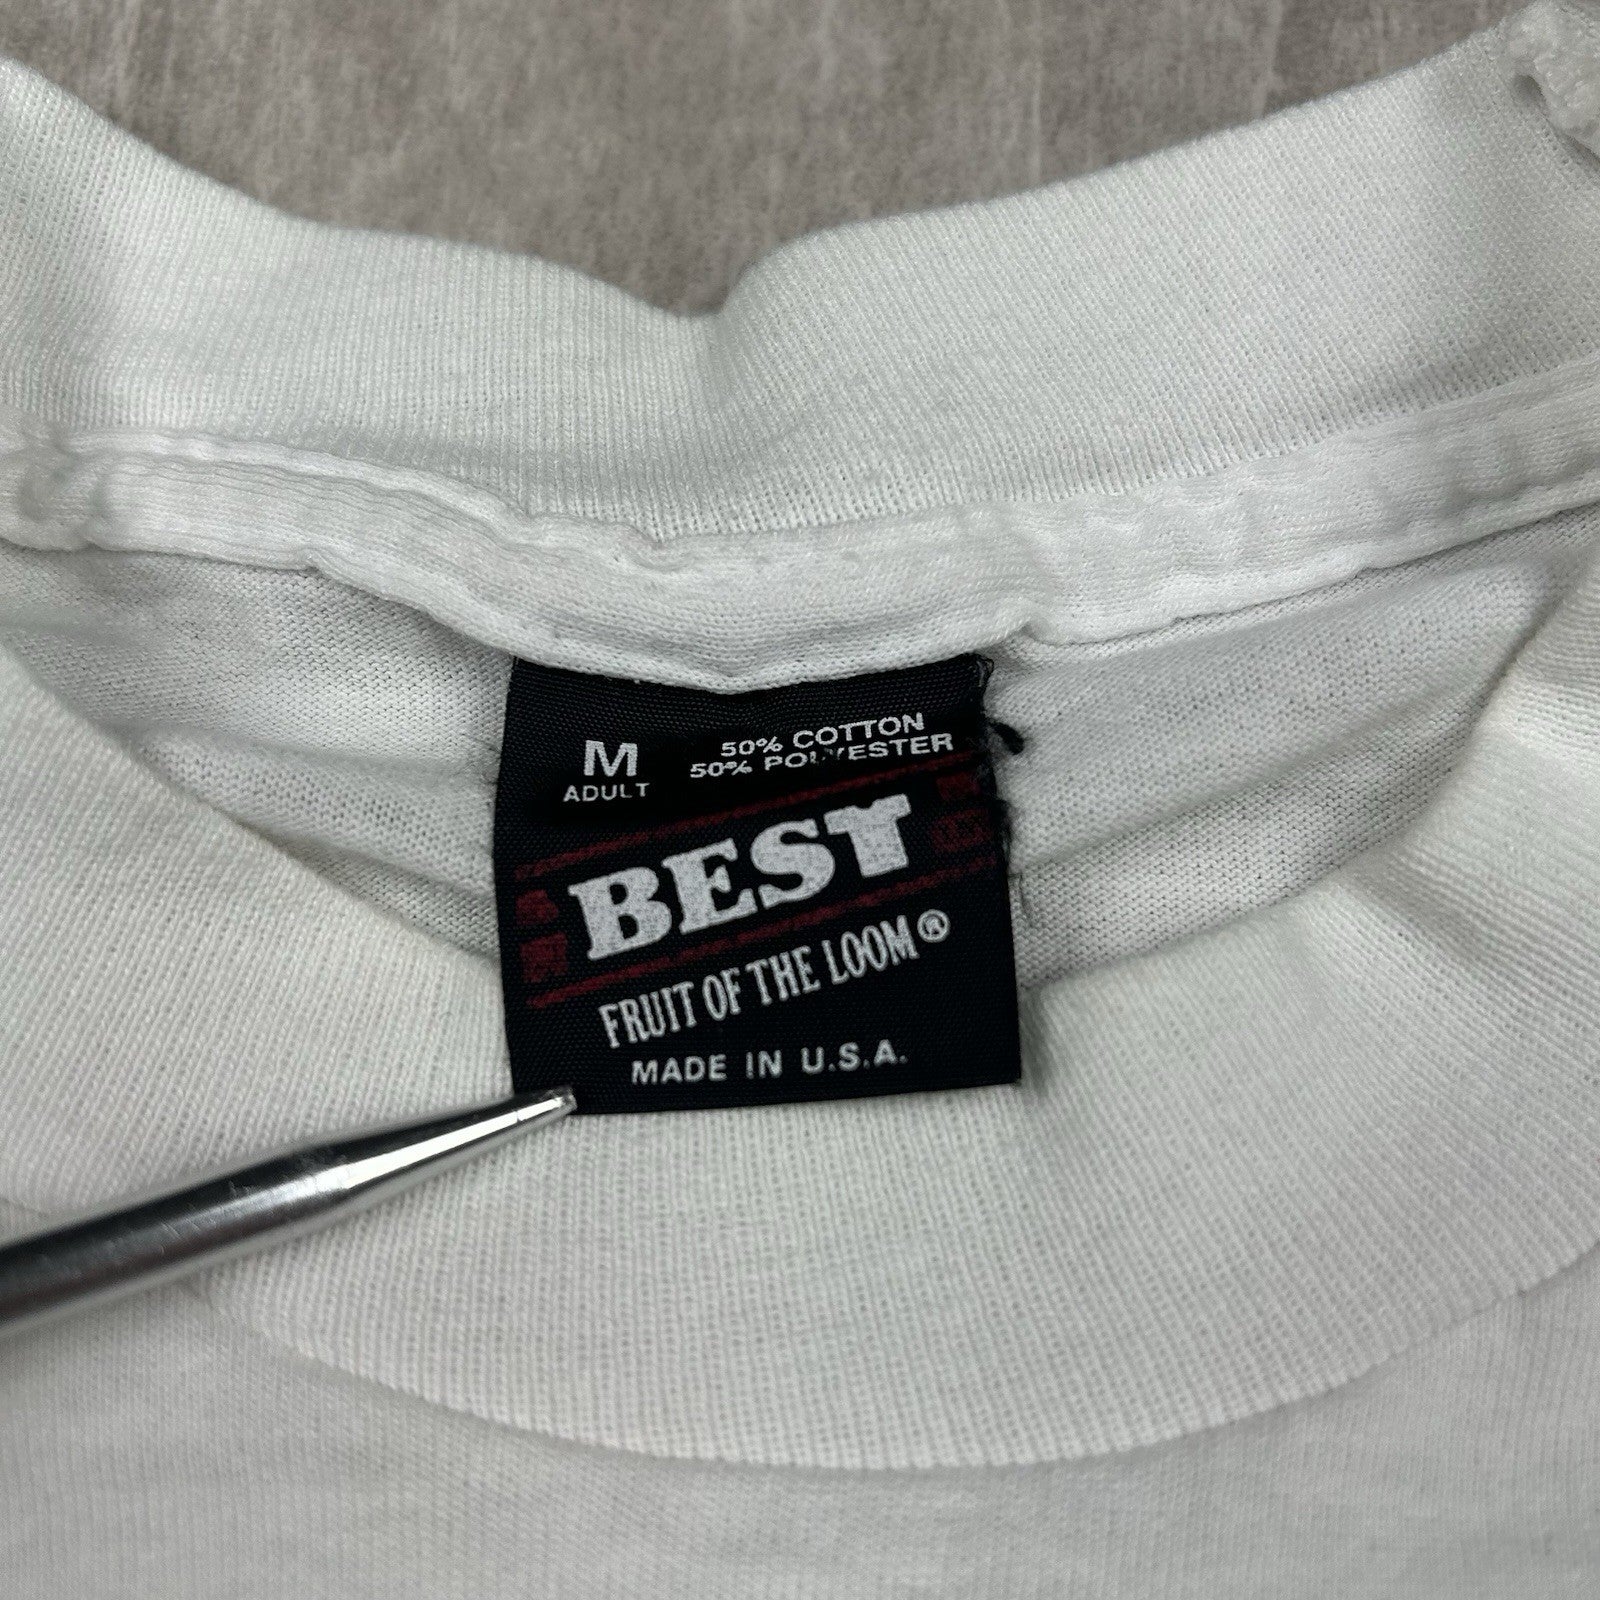 M
ADULT
50% COTTON
50% POLYESTER
BEST
FRUIT OF THE LOOM®
MADE IN U.S.A.